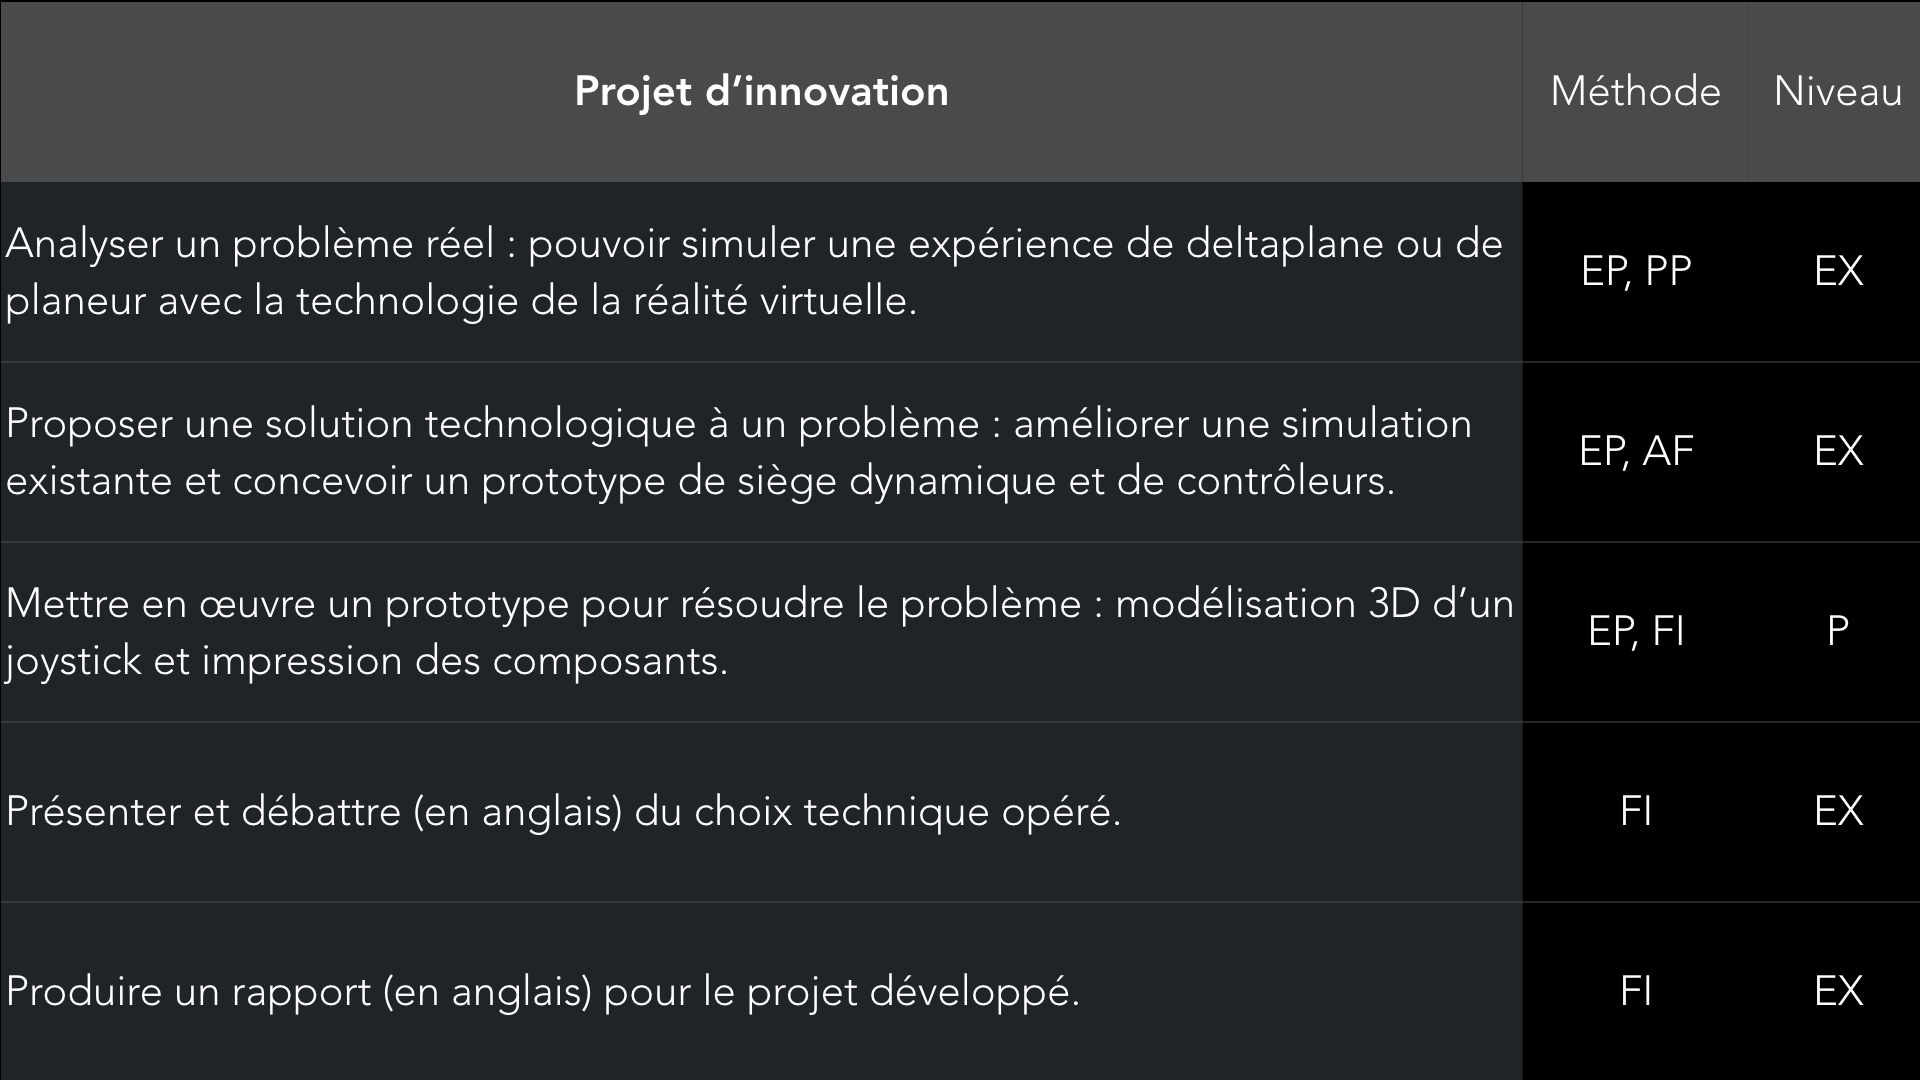 Projet d’innovation Méthode Niveau
Analyser un problème réel : pouvoir simuler une expérience de deltaplane ou de
planeur avec la technologie de la réalité virtuelle.
EP, PP EX
Proposer une solution technologique à un problème : améliorer une simulation
existante et concevoir un prototype de siège dynamique et de contrôleurs.
EP, AF EX
Mettre en œuvre un prototype pour résoudre le problème : modélisation 3D d’un
joystick et impression des composants.
EP, FI P
Présenter et débattre (en anglais) du choix technique opéré. FI EX
Produire un rapport (en anglais) pour le projet développé. FI EX